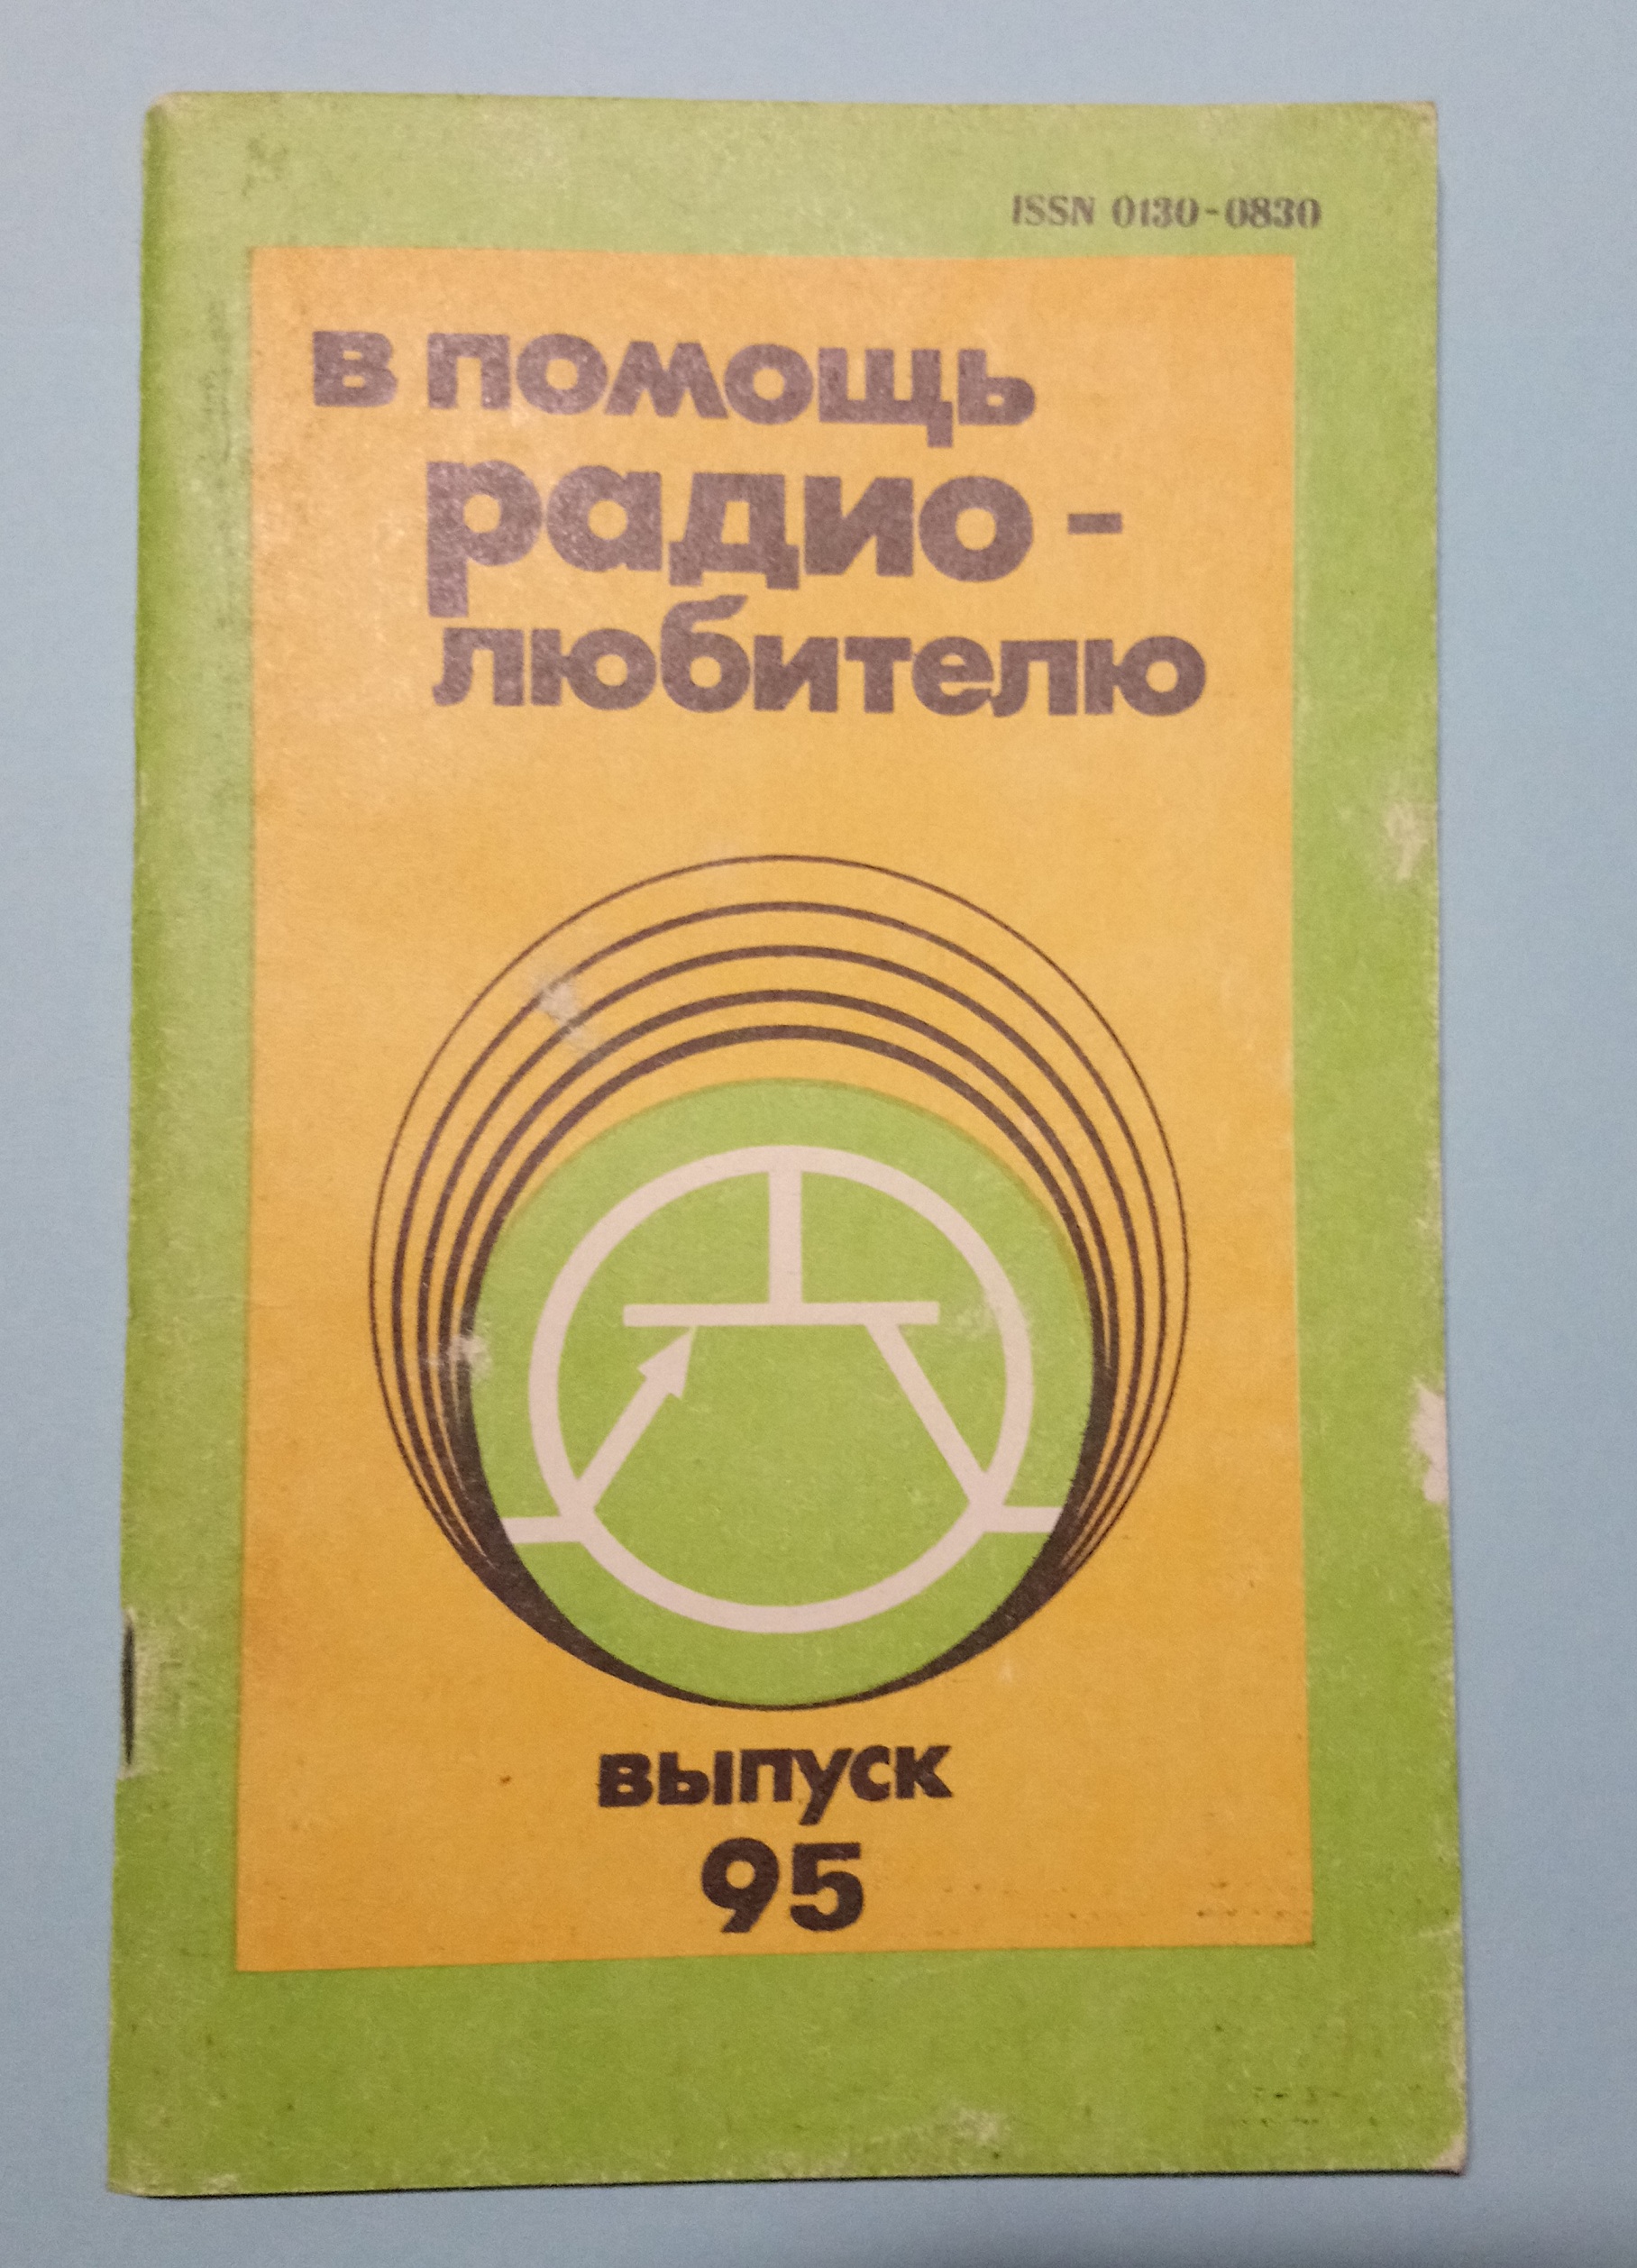 ISSN 0130-0830
в помощь
радио-
любителю
выпуск
95